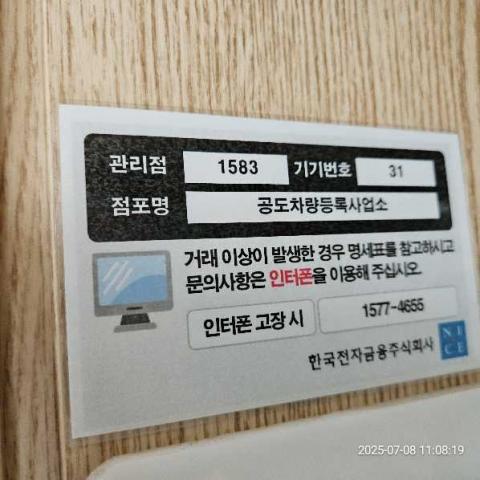 관리점 1583 기기번호 31
점포명 공도차량등록사업소
거래 이상이 발생한 경우 명세표를 참고하시고
문의사항은 인터폰을 이용해 주십시오.
인터폰 고장 시 1577-4655
한국전자금융주식회사 NICE
2025-07-08 11:08:19